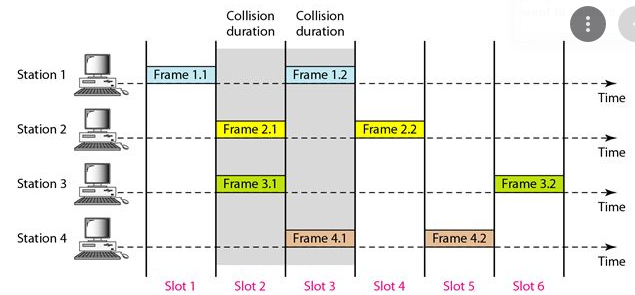 Collision duration
Collision duration
Station 1
Frame 1.1
Frame 1.2
Time
Station 2
Frame 2.1
Frame 2.2
Time
Station 3
Frame 3.1
Frame 3.2
Time
Station 4
Frame 4.1
Frame 4.2
Time
Slot 1
Slot 2
Slot 3
Slot 4
Slot 5
Slot 6